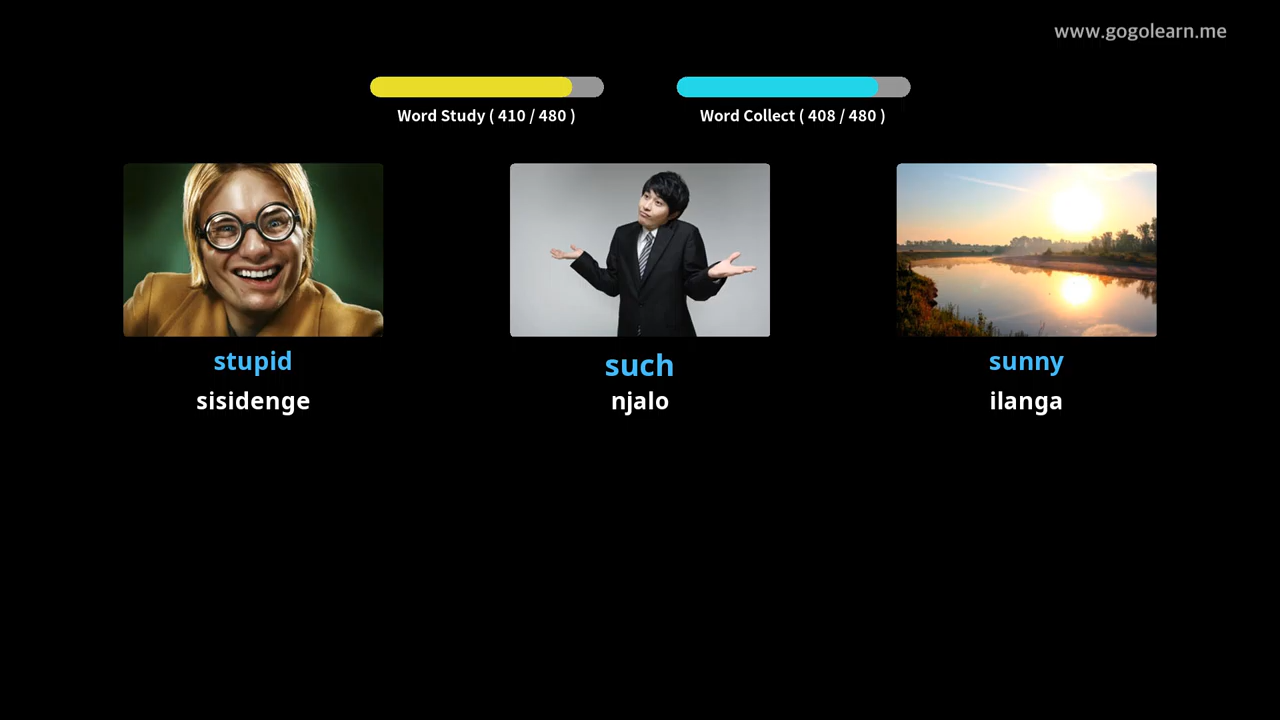 www.gogolearn.me
Word Study ( 410 / 480 )
Word Collect ( 408 / 480 )
stupid
sisidenge
such
njalo
sunny
ilanga